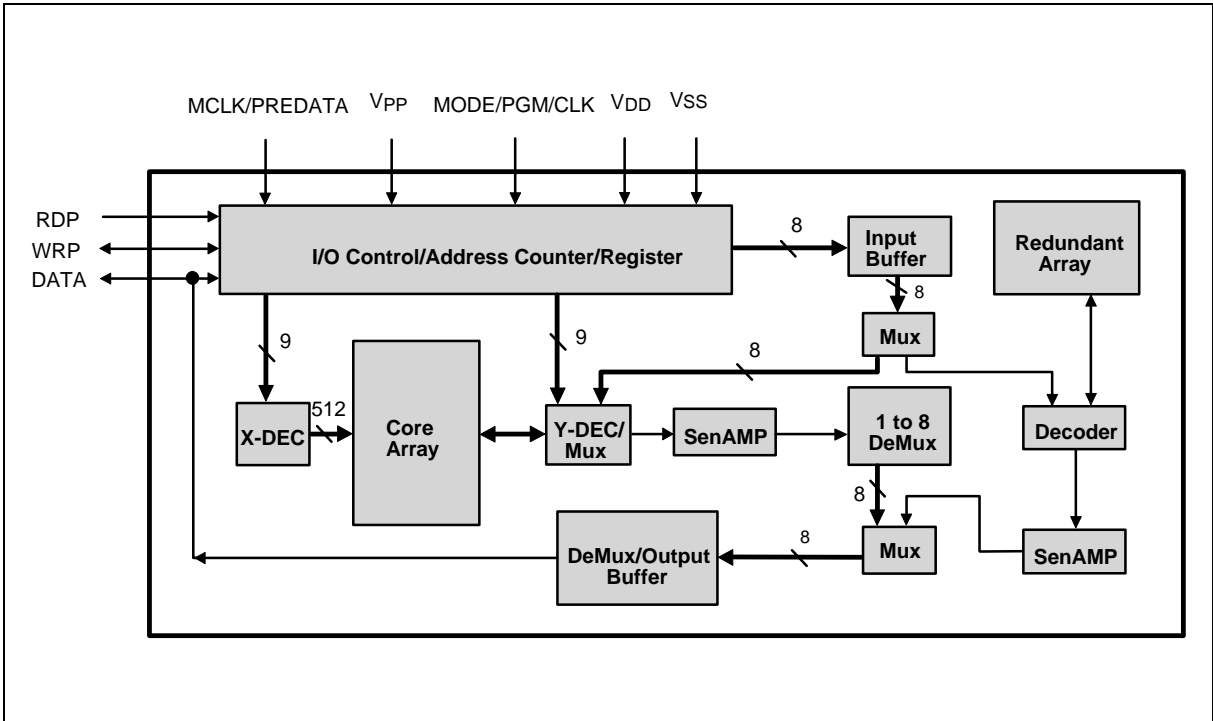 MCLK/PREDATA VPP MODE/PGM/CLK VDD VSS
RDP
WRP
DATA
I/O Control/Address Counter/Register
8
Input
Buffer
Redundant
Array
8
Mux
9
9
8
512
X-DEC
Core
Array
Y-DEC/
Mux
SenAMP
1 to 8
DeMux
Decoder
8
DeMux/Output
Buffer
8
Mux
SenAMP